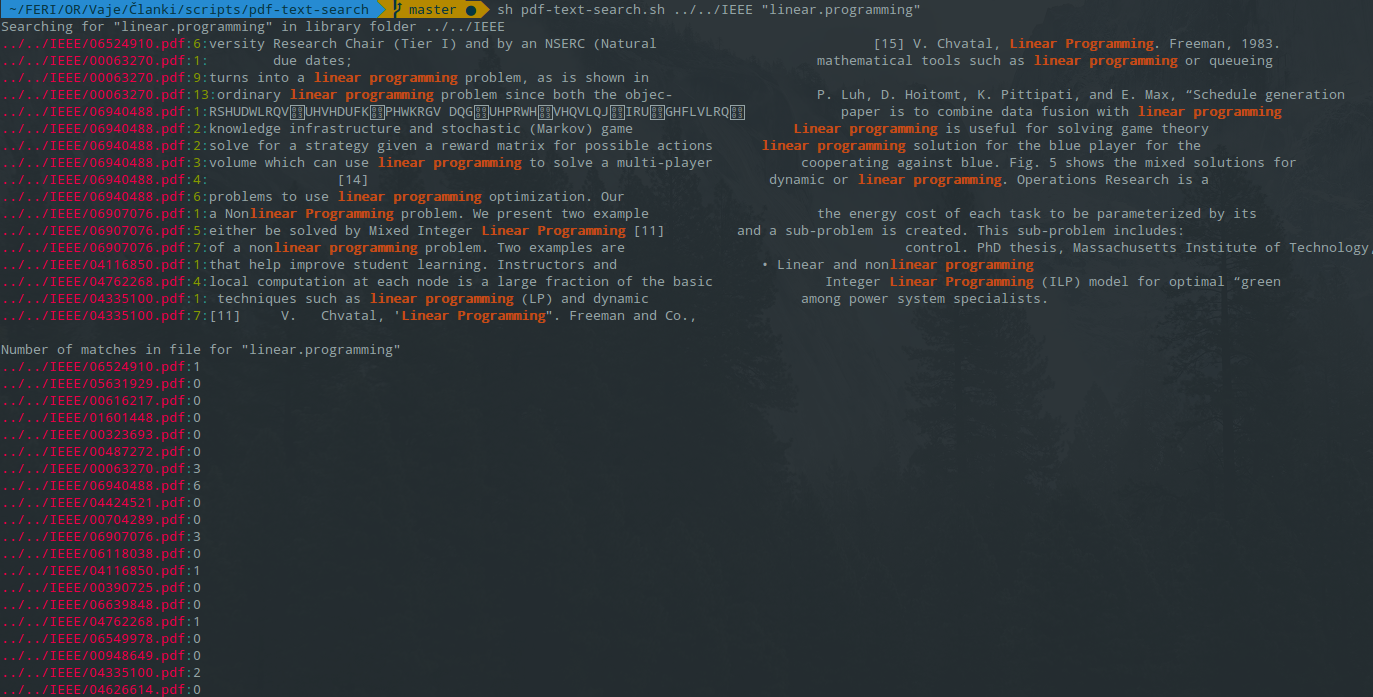 ~/FERI/OR/Vaje/Članki/scripts/pdf-text-search master ● sh pdf-text-search.sh ../../IEEE "linear.programming"
Searching for "linear.programming" in library folder ../../IEEE
../../IEEE/06524910.pdf:6:versity Research Chair (Tier I) and by an NSERC (Natural [15] V. Chvatal, Linear Programming. Freeman, 1983.
../../IEEE/00063270.pdf:1: due dates; mathematical tools such as linear programming or queueing
../../IEEE/00063270.pdf:9:turns into a linear programming problem, as is shown in
../../IEEE/00063270.pdf:13:ordinary linear programming problem since both the objec- P. Luh, D. Hoitomt, K. Pittipati, and E. Max, “Schedule generation
../../IEEE/06940488.pdf:1:RSHUDWLRQV UHVHDUFK PHWKRGV DQG UHPRWH VHQVLQJ IRU GHFLVLRQ paper is to combine data fusion with linear programming
../../IEEE/06940488.pdf:2:knowledge infrastructure and stochastic (Markov) game Linear programming is useful for solving game theory
../../IEEE/06940488.pdf:2:solve for a strategy given a reward matrix for possible actions linear programming solution for the blue player for the
../../IEEE/06940488.pdf:3:volume which can use linear programming to solve a multi-player cooperating against blue. Fig. 5 shows the mixed solutions for
../../IEEE/06940488.pdf:4: [14] dynamic or linear programming. Operations Research is a
../../IEEE/06940488.pdf:6:problems to use linear programming optimization. Our
../../IEEE/06907076.pdf:1:a Nonlinear Programming problem. We present two example the energy cost of each task to be parameterized by its
../../IEEE/06907076.pdf:5:either be solved by Mixed Integer Linear Programming [11] and a sub-problem is created. This sub-problem includes:
../../IEEE/06907076.pdf:7:of a nonlinear programming problem. Two examples are control. PhD thesis, Massachusetts Institute of Technology,
../../IEEE/04116850.pdf:1:that help improve student learning. Instructors and • Linear and nonlinear programming
../../IEEE/04762268.pdf:4:local computation at each node is a large fraction of the basic Integer Linear Programming (ILP) model for optimal “green
../../IEEE/04335100.pdf:1: techniques such as linear programming (LP) and dynamic among power system specialists.
../../IEEE/04335100.pdf:7:[11] V. Chvatal, 'Linear Programming". Freeman and Co.,
Number of matches in file for "linear.programming"
../../IEEE/06524910.pdf:1
../../IEEE/05631929.pdf:0
../../IEEE/00616217.pdf:0
../../IEEE/01601448.pdf:0
../../IEEE/00323693.pdf:0
../../IEEE/00487272.pdf:0
../../IEEE/00063270.pdf:3
../../IEEE/06940488.pdf:6
../../IEEE/04424521.pdf:0
../../IEEE/00704289.pdf:0
../../IEEE/06907076.pdf:3
../../IEEE/06118038.pdf:0
../../IEEE/04116850.pdf:1
../../IEEE/00390725.pdf:0
../../IEEE/06639848.pdf:0
../../IEEE/04762268.pdf:1
../../IEEE/06549978.pdf:0
../../IEEE/00948649.pdf:0
../../IEEE/04335100.pdf:2
../../IEEE/04626614.pdf:0